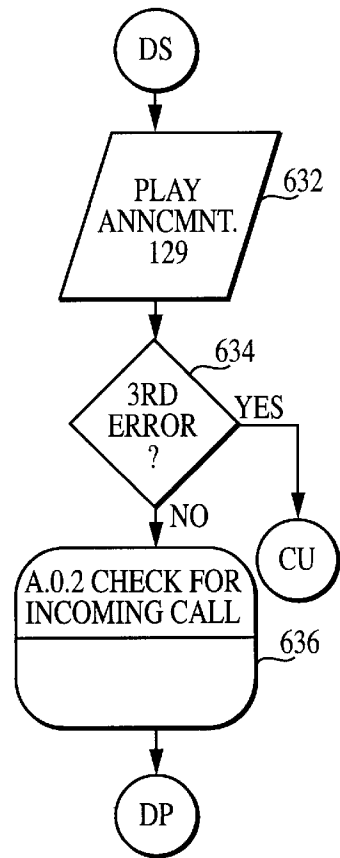 DS
PLAY
ANNCMNT.
129
632
634
3RD
ERROR
?
YES
NO
CU
A.0.2 CHECK FOR
INCOMING CALL
636
DP